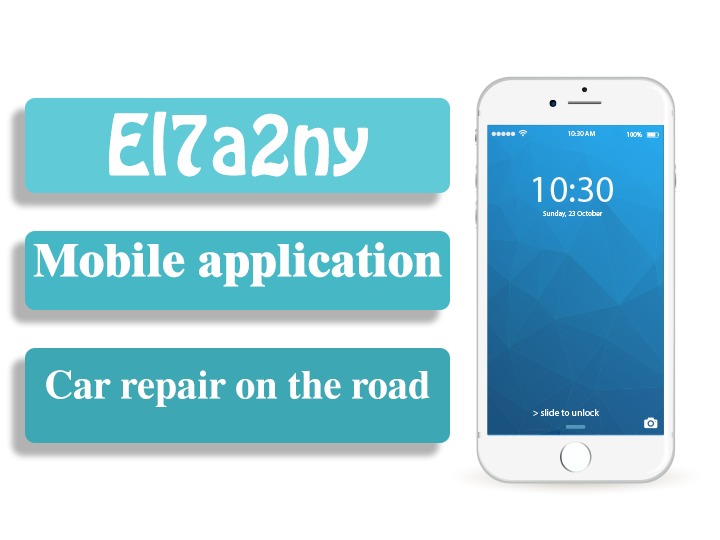 El7a2ny
Mobile application
Car repair on the road
10:30 AM
100%
10:30
Sunday, 23 October
> slide to unlock